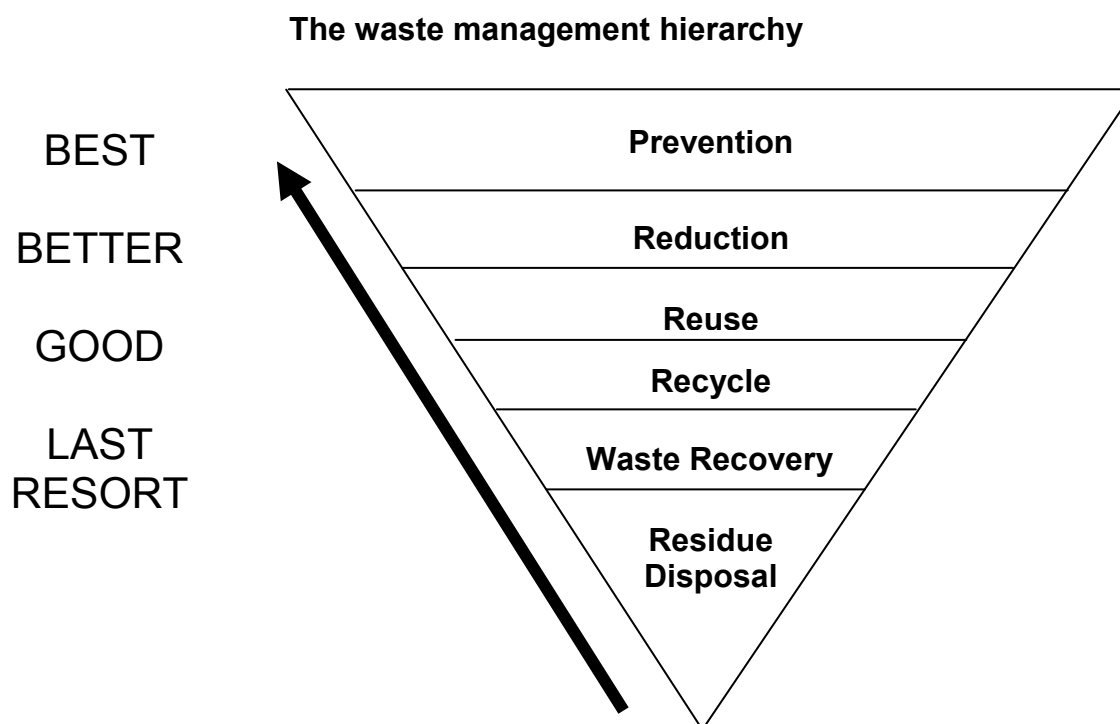 The waste management hierarchy
BEST
BETTER
GOOD
LAST
RESORT
Prevention
Reduction
Reuse
Recycle
Waste Recovery
Residue
Disposal